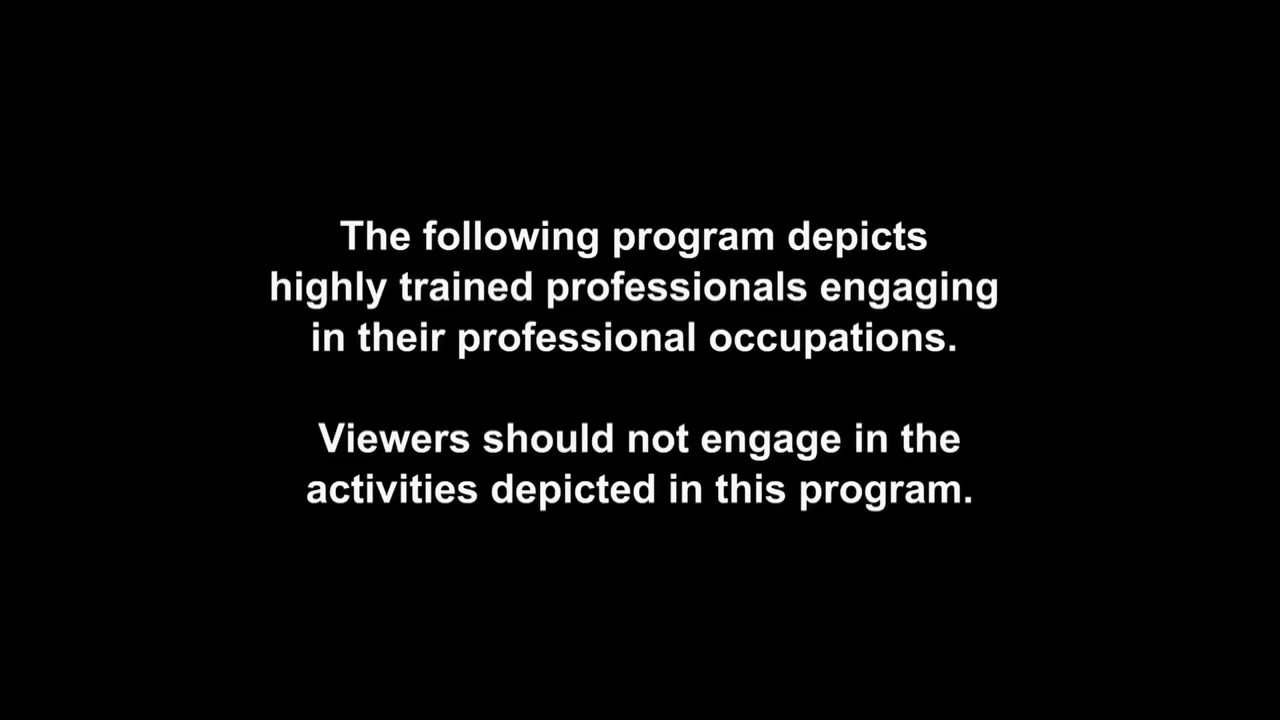 The following program depicts
highly trained professionals engaging
in their professional occupations.
Viewers should not engage in the
activities depicted in this program.